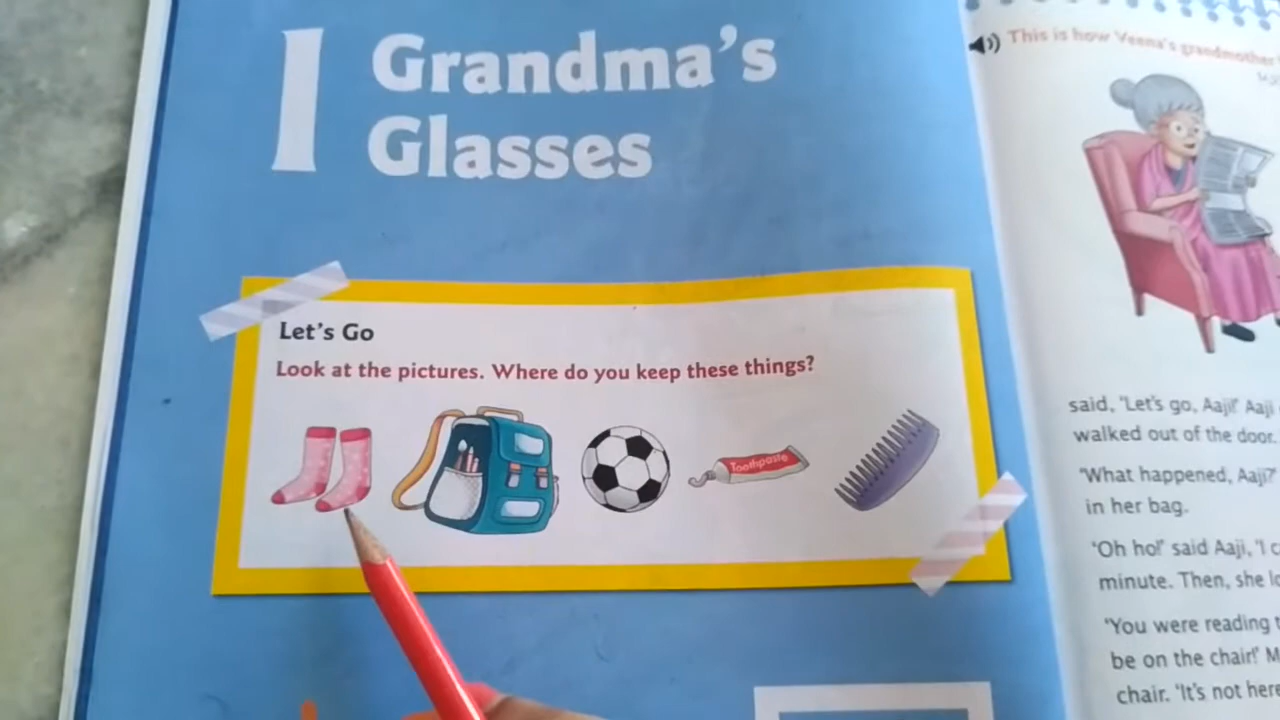 1
Grandma's
Glasses
Let's Go
Look at the pictures. Where do you keep these things?
Toothpaste
This is how Veena's grandmother
said, 'Let's go, Aaji!' Aaji
walked out of the door.
'What happened, Aaji?'
in her bag.
'Oh ho!' said Aaji, 'I
minute. Then, she
'You were reading
be on the chair!'
chair. 'It's not here